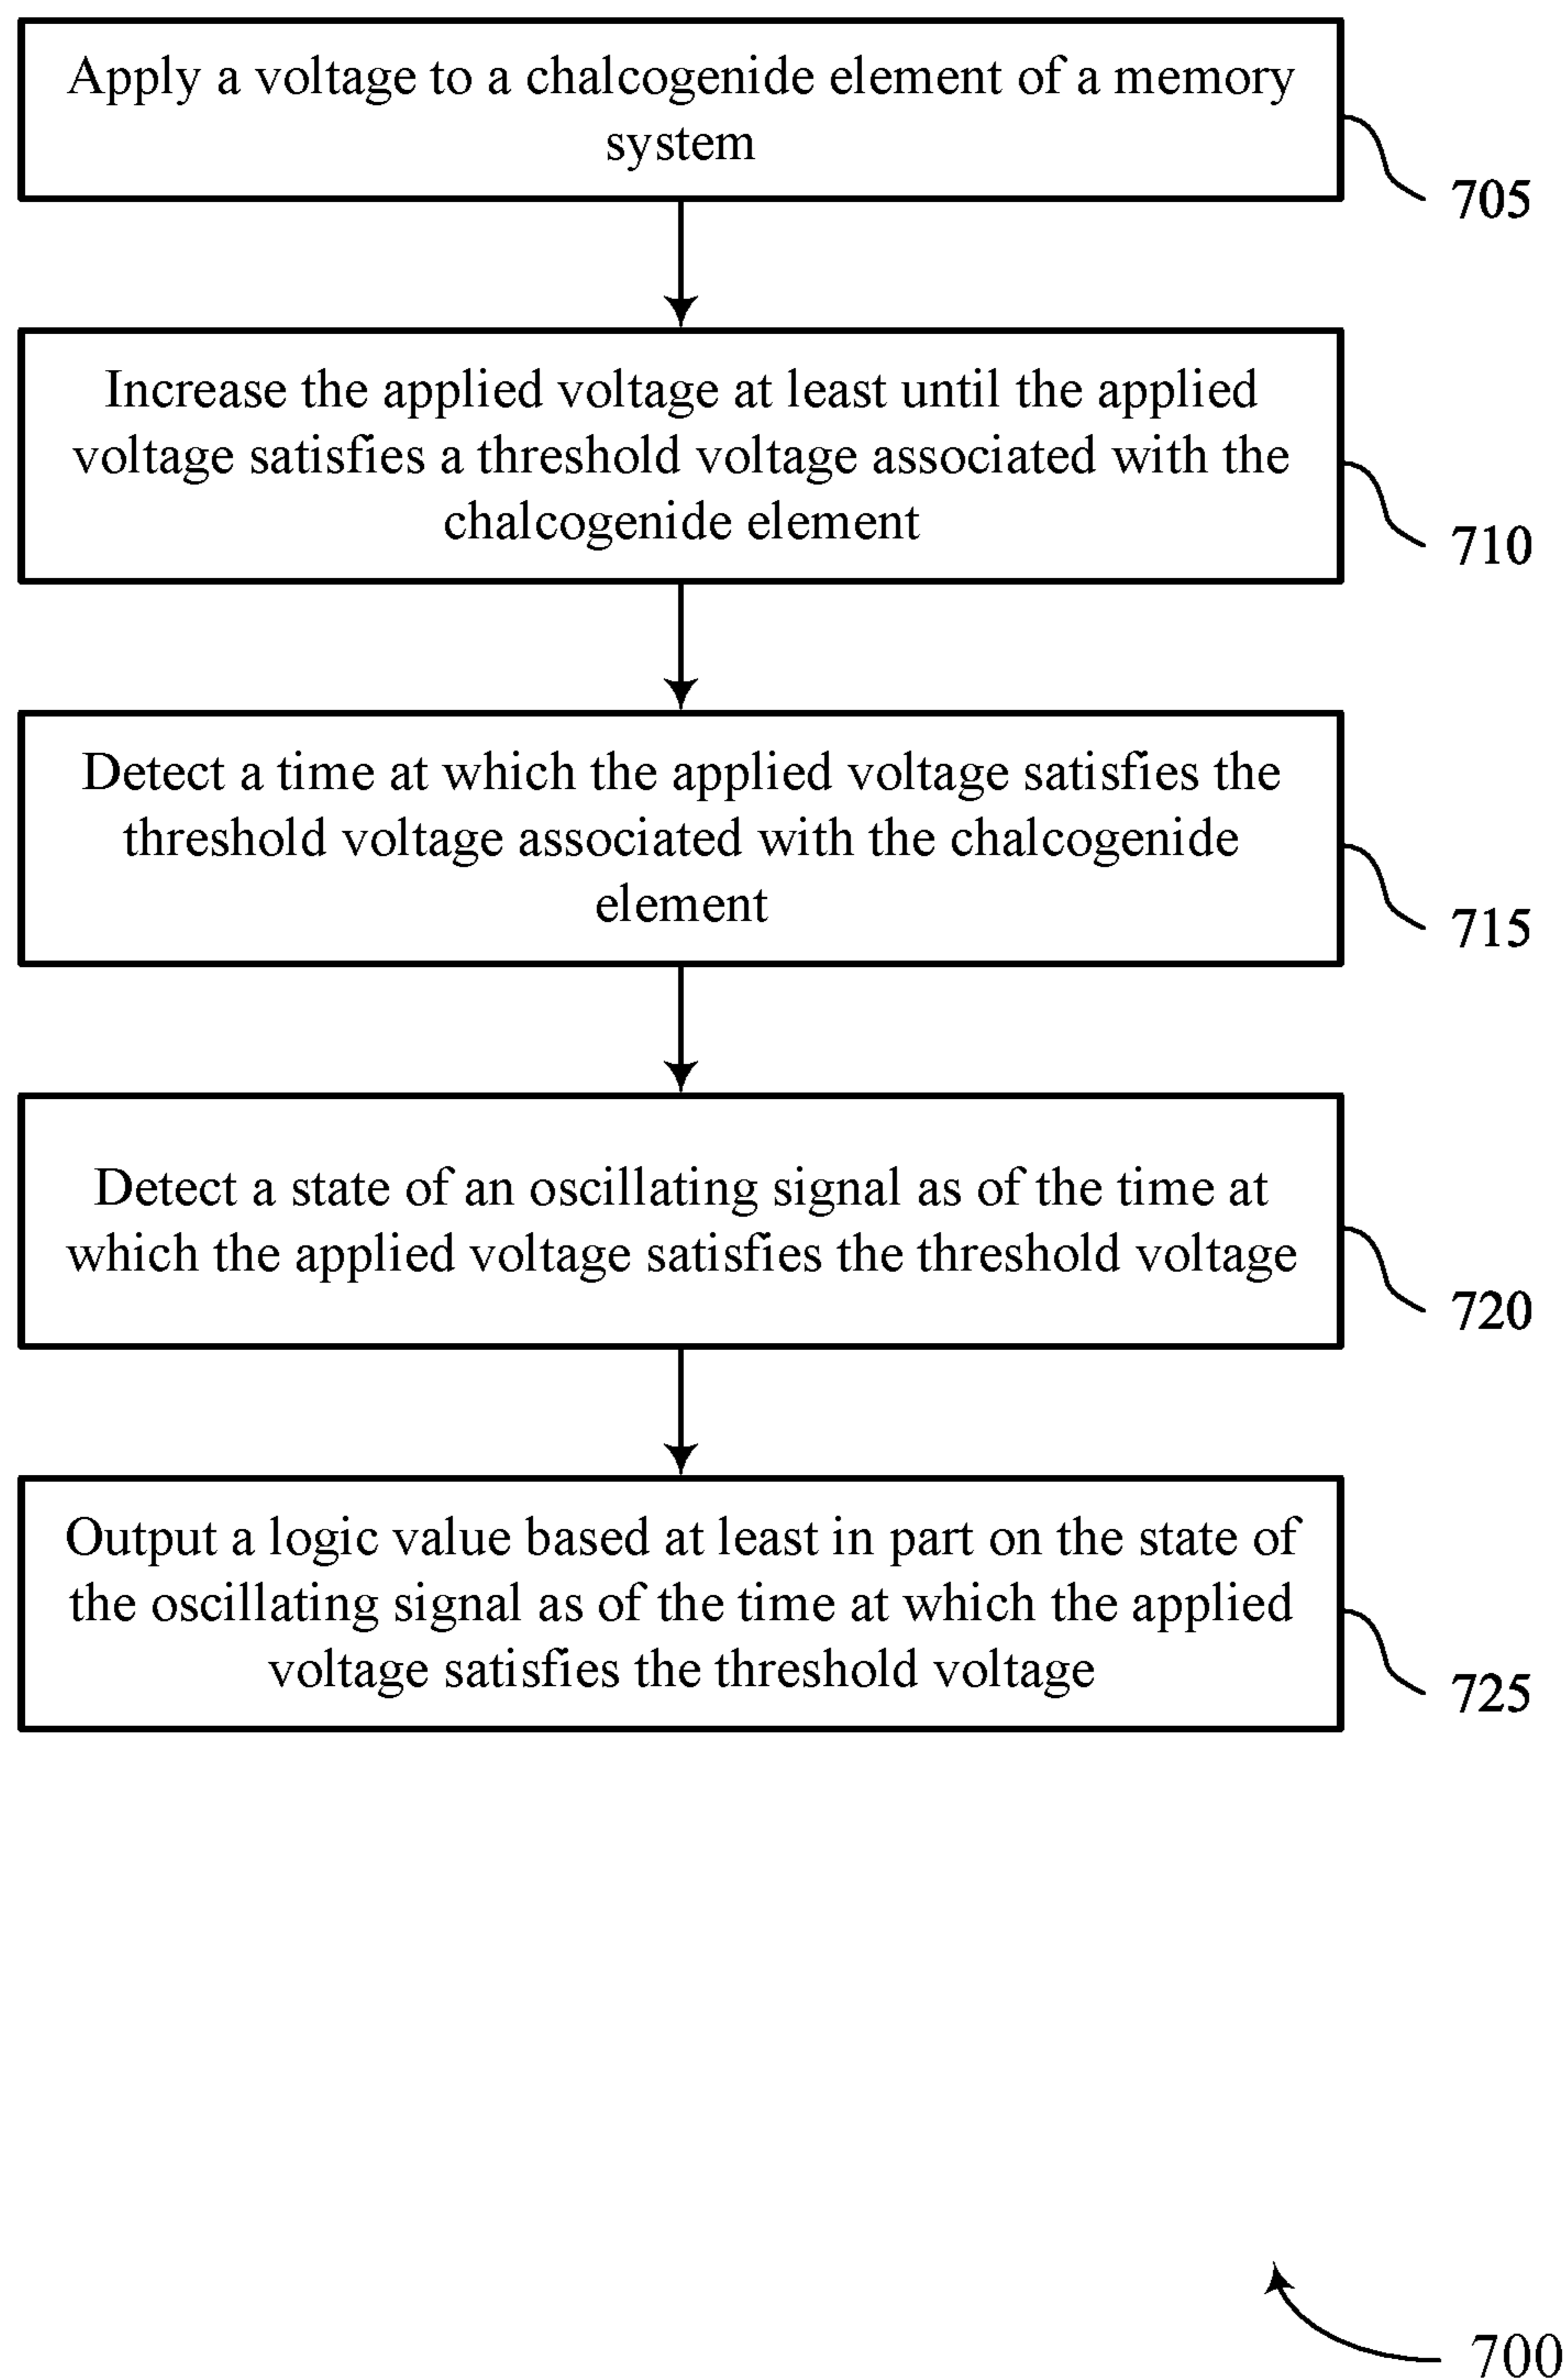 Apply a voltage to a chalcogenide element of a memory
system
705
Increase the applied voltage at least until the applied
voltage satisfies a threshold voltage associated with the
chalcogenide element
710
Detect a time at which the applied voltage satisfies the
threshold voltage associated with the chalcogenide
element
715
Detect a state of an oscillating signal as of the time at
which the applied voltage satisfies the threshold voltage
720
Output a logic value based at least in part on the state of
the oscillating signal as of the time at which the applied
voltage satisfies the threshold voltage
725
700